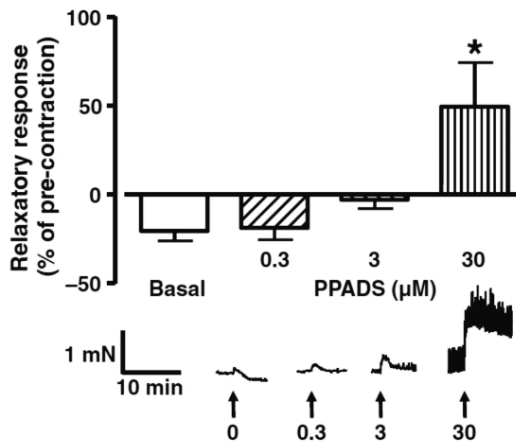 Relaxatory response
(% of pre-contraction)
100
50
0
−50
*
0.3 3 30
Basal PPADS (µM)
1 mN
10 min
0 0.3 3 30